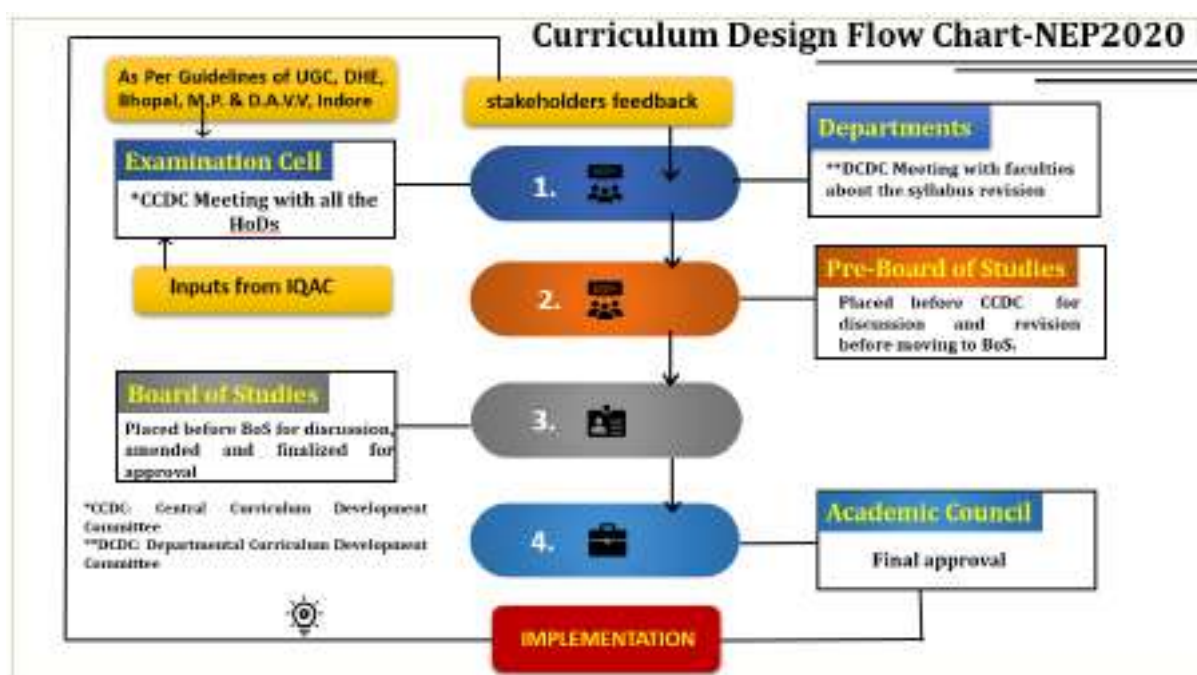 Curriculum Design Flow Chart-NEP2020
As Per Guidelines of UGC, DHE,
Bhopal, M.P. & D.A.V.V, Indore
stakeholders feedback
Examination Cell
*CCDC Meeting with all the
HoDs
Inputs from IQAC
1.
Departments
**DCDC Meeting with faculties
about the syllabus revision
2.
Pre-Board of Studies
Placed before CCDC for
discussion and revision
before moving to BoS.
Board of Studies
Placed before BoS for discussion,
amended and finalized for
approval
3.
*CCDC: Central Curriculum Development
Committee
**DCDC: Departmental Curriculum Development
Committee
4.
Academic Council
Final approval
IMPLEMENTATION